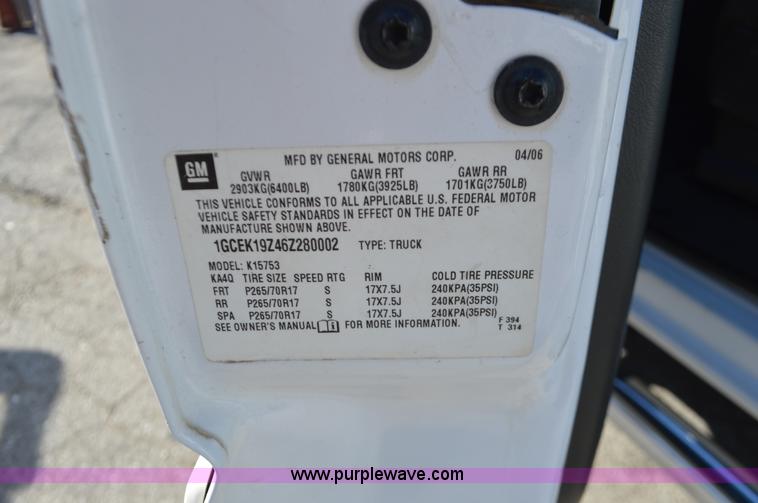 GM
MFD BY GENERAL MOTORS CORP. 04/06
GVWR GAWR FRT GAWR RR
2903KG(6400LB) 1780KG(3925LB) 1701KG(3750LB)
THIS VEHICLE CONFORMS TO ALL APPLICABLE U.S. FEDERAL MOTOR
VEHICLE SAFETY STANDARDS IN EFFECT ON THE DATE OF
MANUFACTURE SHOWN ABOVE.
1GCEK19Z46Z280002 TYPE: TRUCK
MODEL: K15753
KA4Q TIRE SIZE SPEED RTG RIM COLD TIRE PRESSURE
FRT P265/70R17 S 17X7.5J 240KPA(35PSI)
RR P265/70R17 S 17X7.5J 240KPA(35PSI)
SPA P265/70R17 S 17X7.5J 240KPA(35PSI)
SEE OWNER'S MANUAL FOR MORE INFORMATION.
F 394
T 314
www.purplewave.com